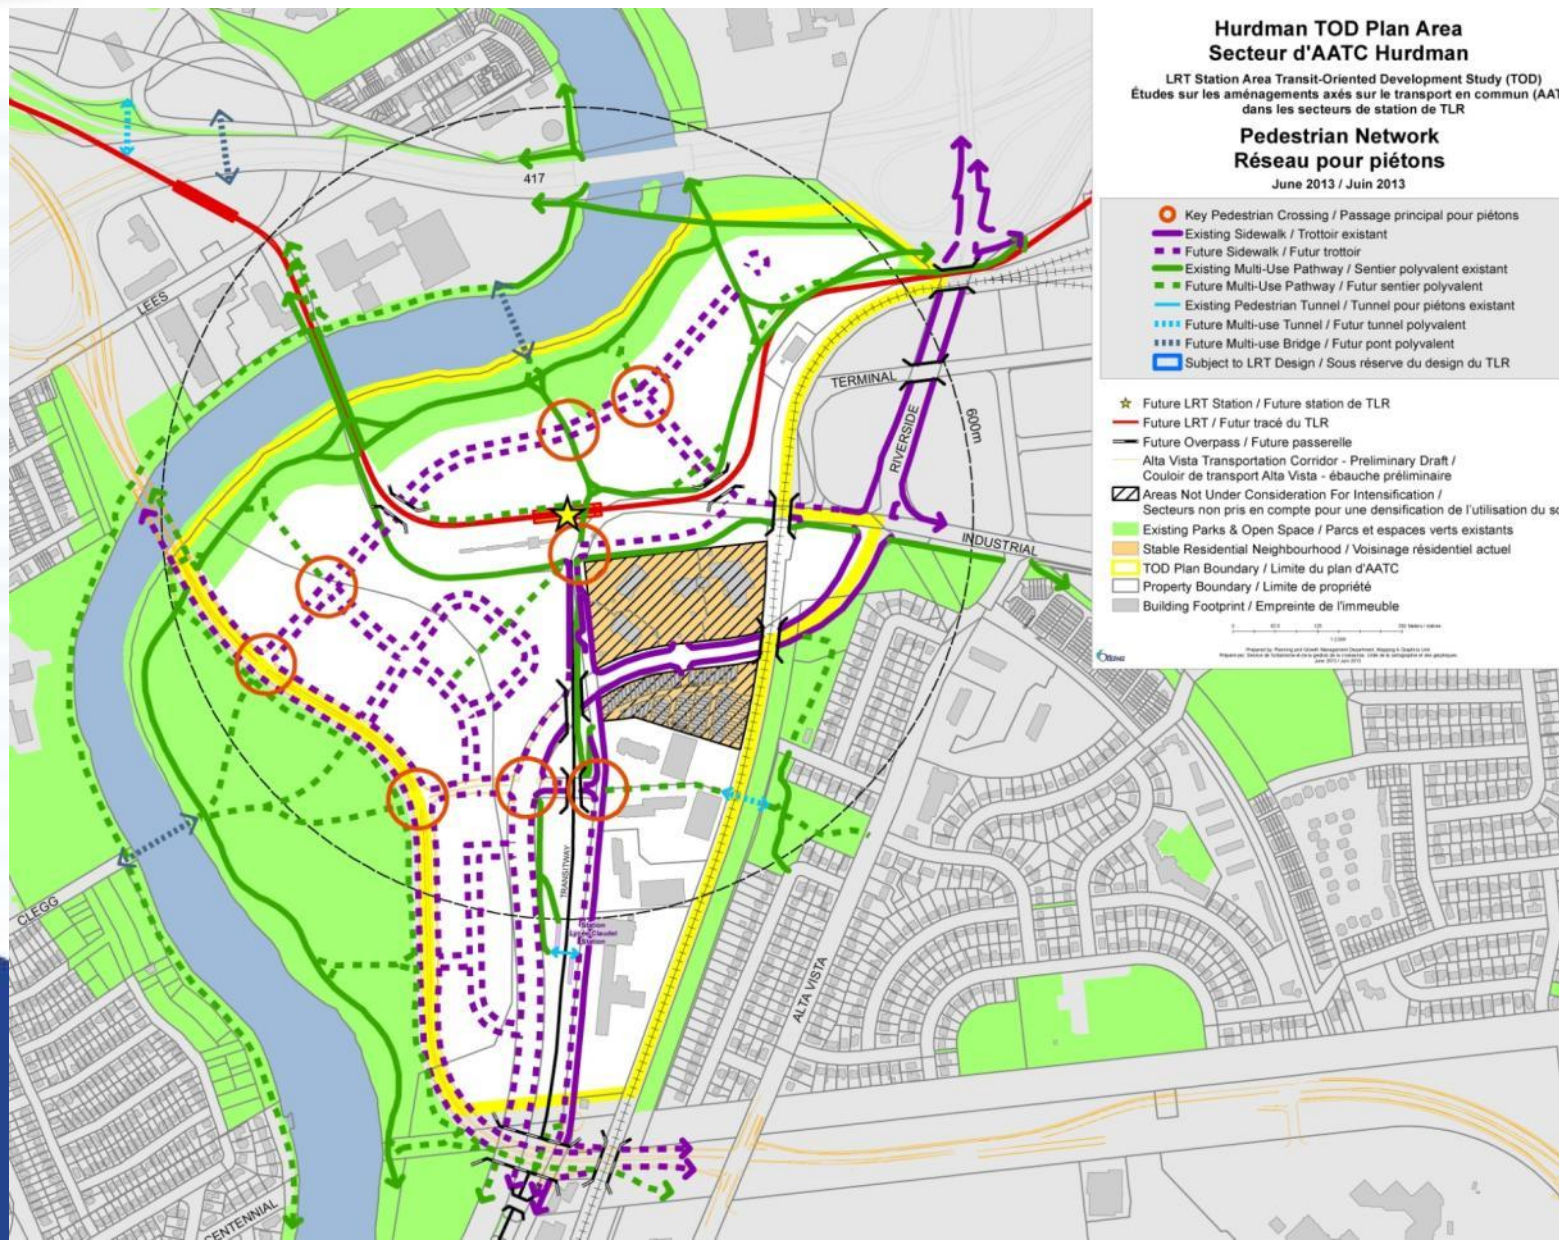 Hurdman TOD Plan Area
Secteur d'AATC Hurdman
LRT Station Area Transit-Oriented Development Study (TOD)
Études sur les aménagements axés sur le transport en commun (AAT
dans les secteurs de station de TLR
Pedestrian Network
Réseau pour piétons
June 2013 / Juin 2013
Key Pedestrian Crossing / Passage principal pour piétons
Existing Sidewalk / Trottoir existant
Future Sidewalk / Futur trottoir
Existing Multi-Use Pathway / Sentier polyvalent existant
Future Multi-Use Pathway / Futur sentier polyvalent
Existing Pedestrian Tunnel / Tunnel pour piétons existant
Future Multi-use Tunnel / Futur tunnel polyvalent
Future Multi-use Bridge / Futur pont polyvalent
Subject to LRT Design / Sous réserve du design du TLR
Future LRT Station / Future station de TLR
Future LRT / Futur tracé du TLR
Future Overpass / Future passerelle
Alta Vista Transportation Corridor - Preliminary Draft /
Couloir de transport Alta Vista - ébauche préliminaire
Areas Not Under Consideration For Intensification /
Secteurs non pris en compte pour une densification de l'utilisation du so
Existing Parks & Open Space / Parcs et espaces verts existants
Stable Residential Neighbourhood / Voisinage résidentiel actuel
TOD Plan Boundary / Limite du plan d'AATC
Property Boundary / Limite de propriété
Building Footprint / Empreinte de l'immeuble
Ottawa
417
LEES
TERMINAL
RIVERSIDE
600m
INDUSTRIAL
TRANSITWAY
Station
Lycée Claudel
Station
CLEGG
ALTA VISTA
CENTENNIAL